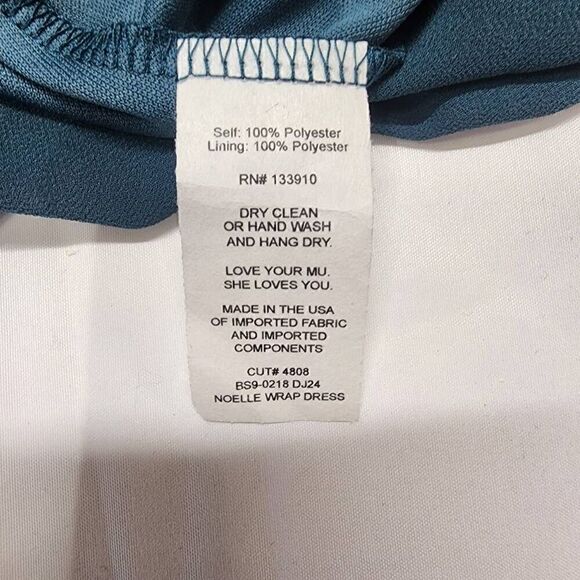 Self: 100% Polyester
Lining: 100% Polyester
RN# 133910
DRY CLEAN
OR HAND WASH
AND HANG DRY.
LOVE YOUR MU.
SHE LOVES YOU.
MADE IN THE USA
OF IMPORTED FABRIC
AND IMPORTED
COMPONENTS
CUT# 4808
BS9-0218 DJ24
NOELLE WRAP DRESS